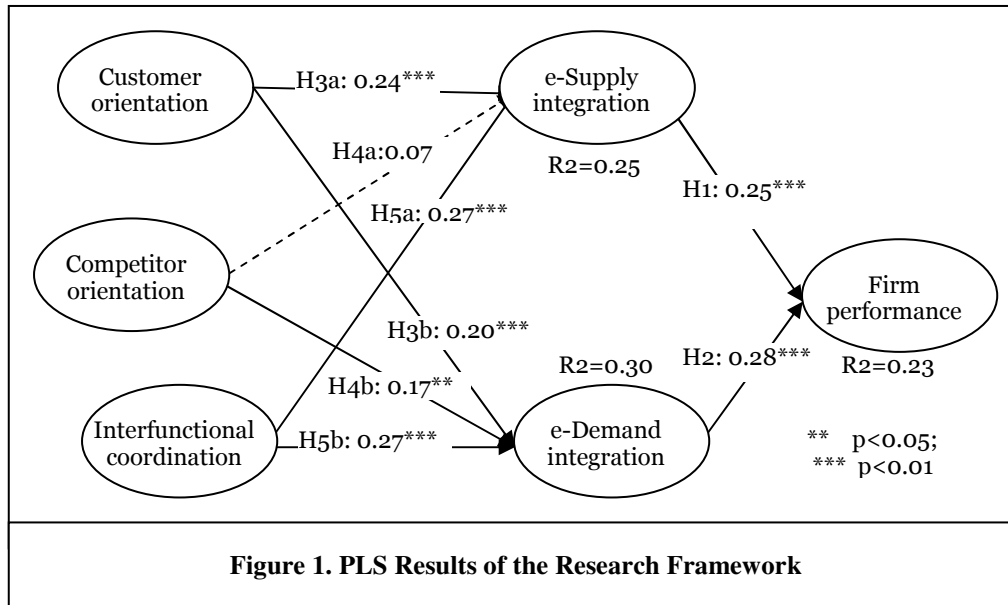 Customer
orientation
H3a: 0.24***
e-Supply
integration
R2=0.25
H4a:0.07
H5a: 0.27***
H1: 0.25***
Competitor
orientation
Firm
performance
R2=0.23
H3b: 0.20***
R2=0.30
H2: 0.28***
H4b: 0.17**
Interfunctional
coordination
H5b: 0.27***
e-Demand
integration
** p<0.05;
*** p<0.01
Figure 1. PLS Results of the Research Framework